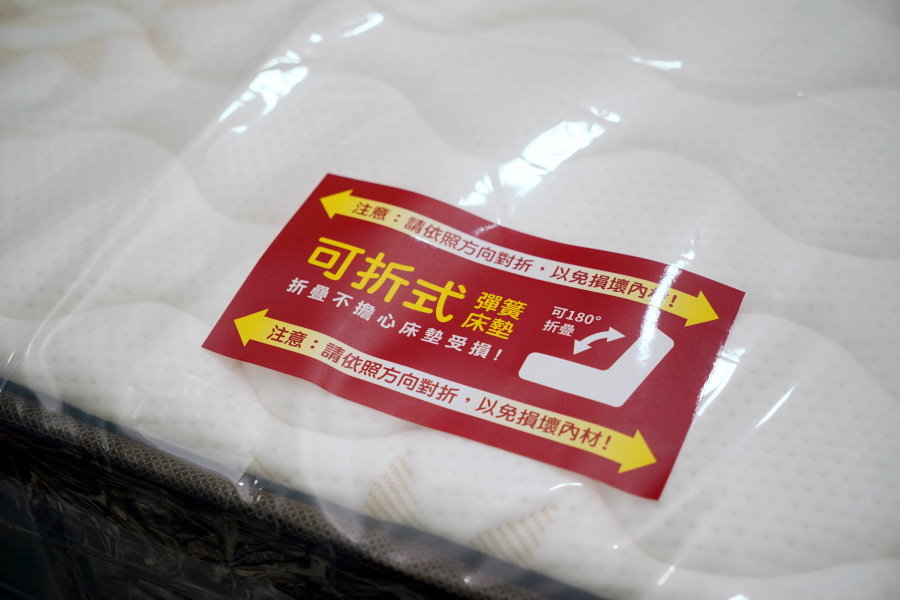 注意：請依照方向對折，以免損壞內材!
可折式 彈簧床墊
折疊不擔心床墊受損!
可180°
折疊
注意：請依照方向對折，以免損壞內材!